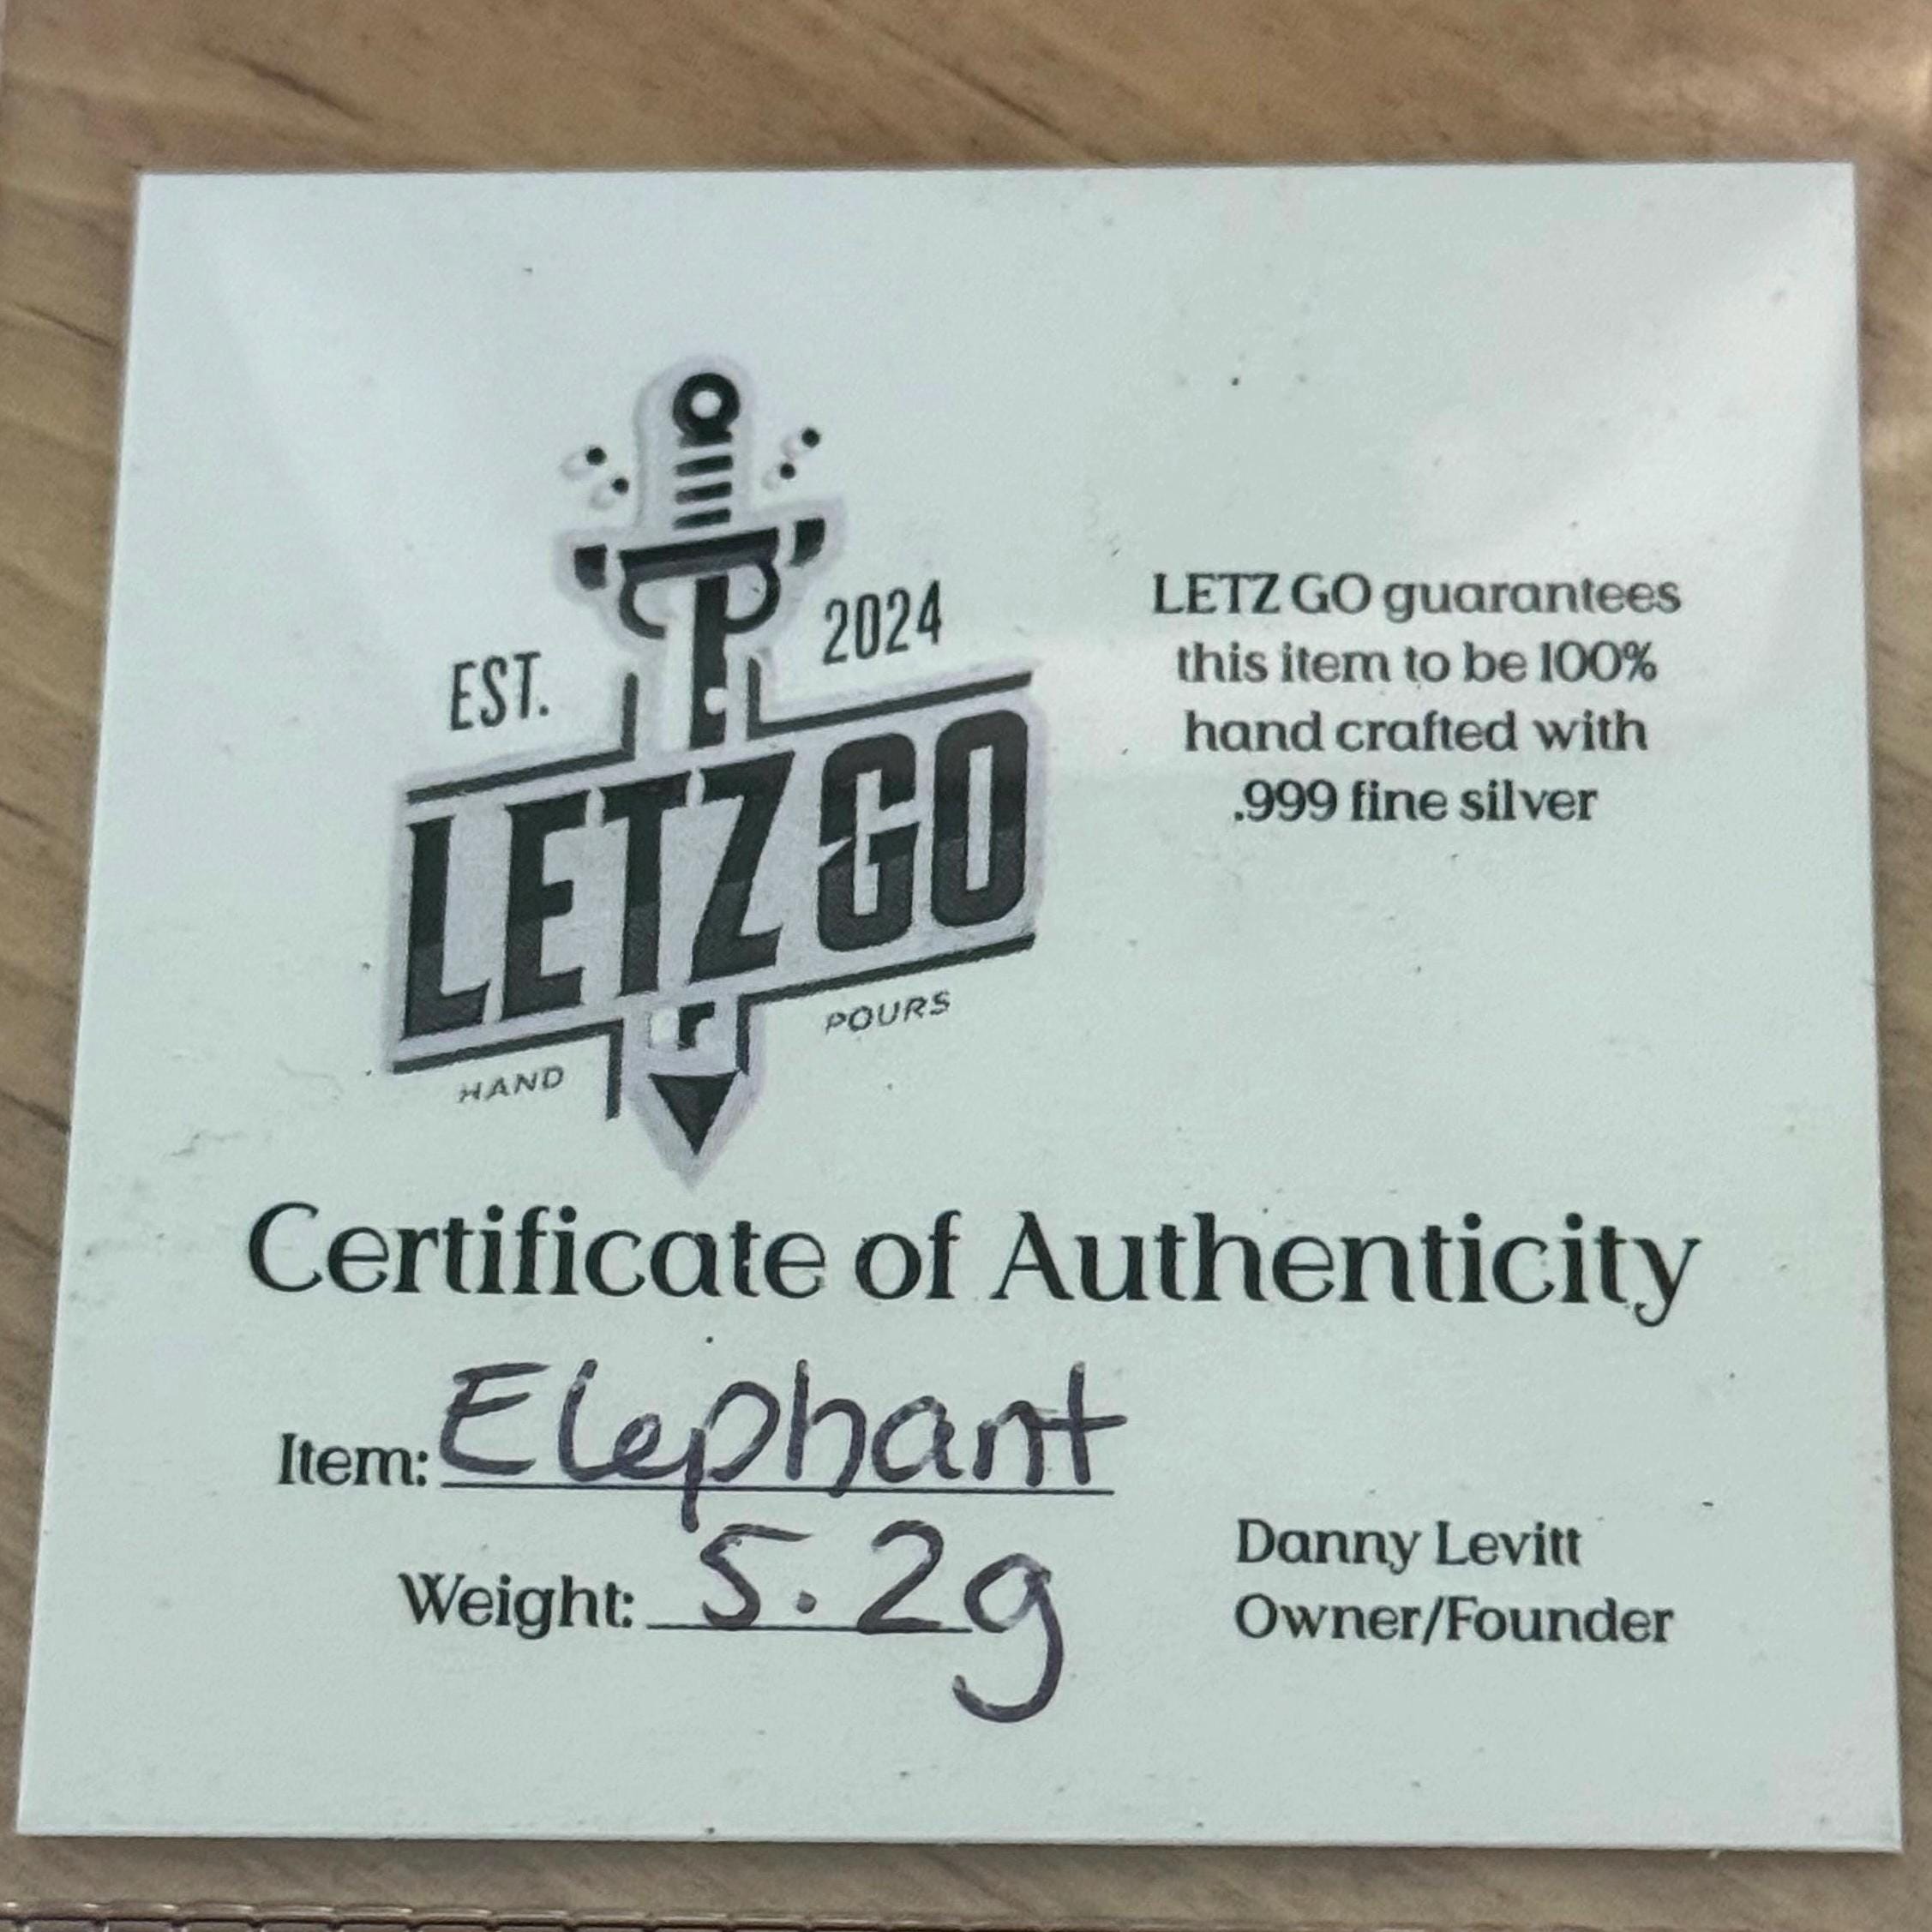 EST. 2024
LETZ GO
HAND POURS
LETZ GO guarantees
this item to be 100%
hand crafted with
.999 fine silver
Certificate of Authenticity
Item: Elephant
Weight: 5.2g
Danny Levitt
Owner/Founder